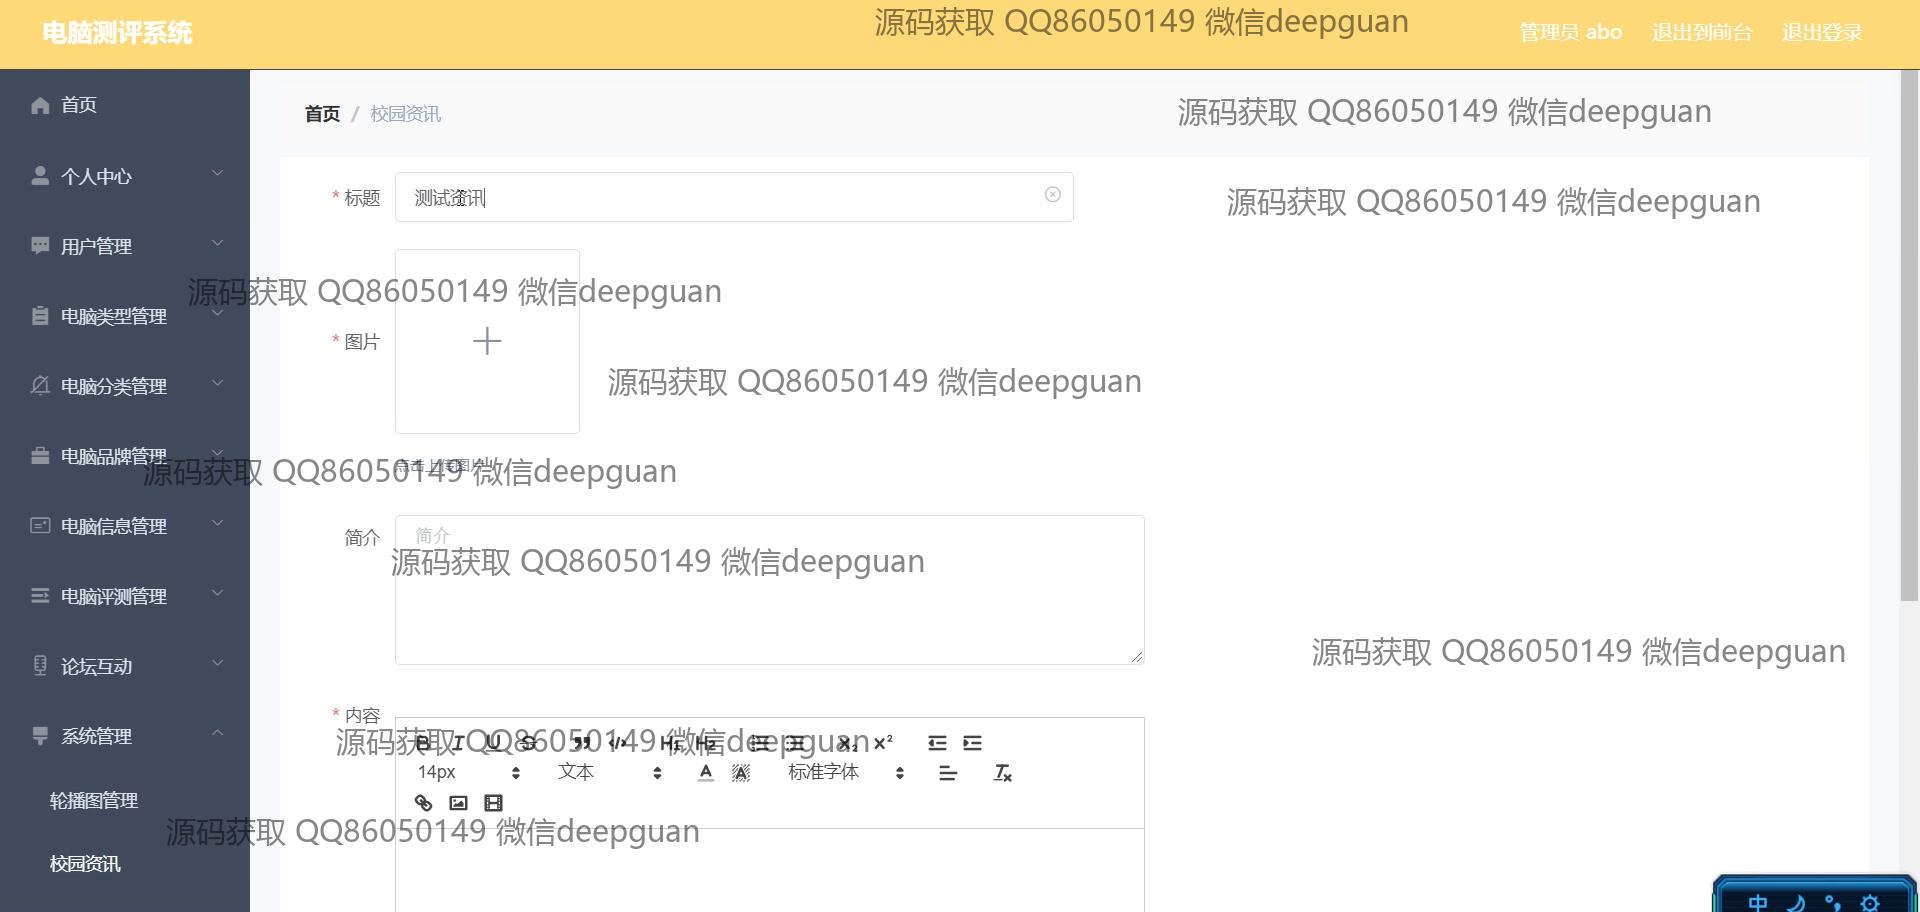 电脑测评系统
源码获取 QQ86050149 微信deepguan
管理员 abo
退出到前台
退出登录
首页
首页 / 校园资讯
源码获取 QQ86050149 微信deepguan
个人中心
* 标题
测试资讯
源码获取 QQ86050149 微信deepguan
用户管理
源码获取 QQ86050149 微信deepguan
电脑类型管理
* 图片
电脑分类管理
源码获取 QQ86050149 微信deepguan
电脑品牌管理
点击上传图片
源码获取 QQ86050149 微信deepguan
电脑信息管理
简介
简介
源码获取 QQ86050149 微信deepguan
电脑评测管理
论坛互动
源码获取 QQ86050149 微信deepguan
系统管理
* 内容
源码获取 QQ86050149 微信deepguan
B I U S H1 H2 X₂ X²
14px
文本
A A
标准字体
轮播图管理
源码获取 QQ86050149 微信deepguan
校园资讯
中